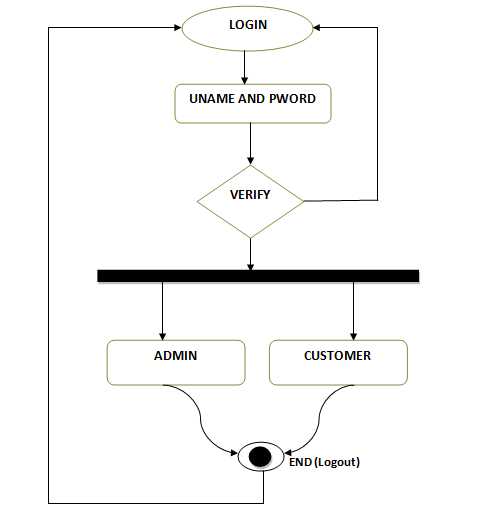 LOGIN
UNAME AND PWORD
VERIFY
ADMIN
CUSTOMER
END (Logout)